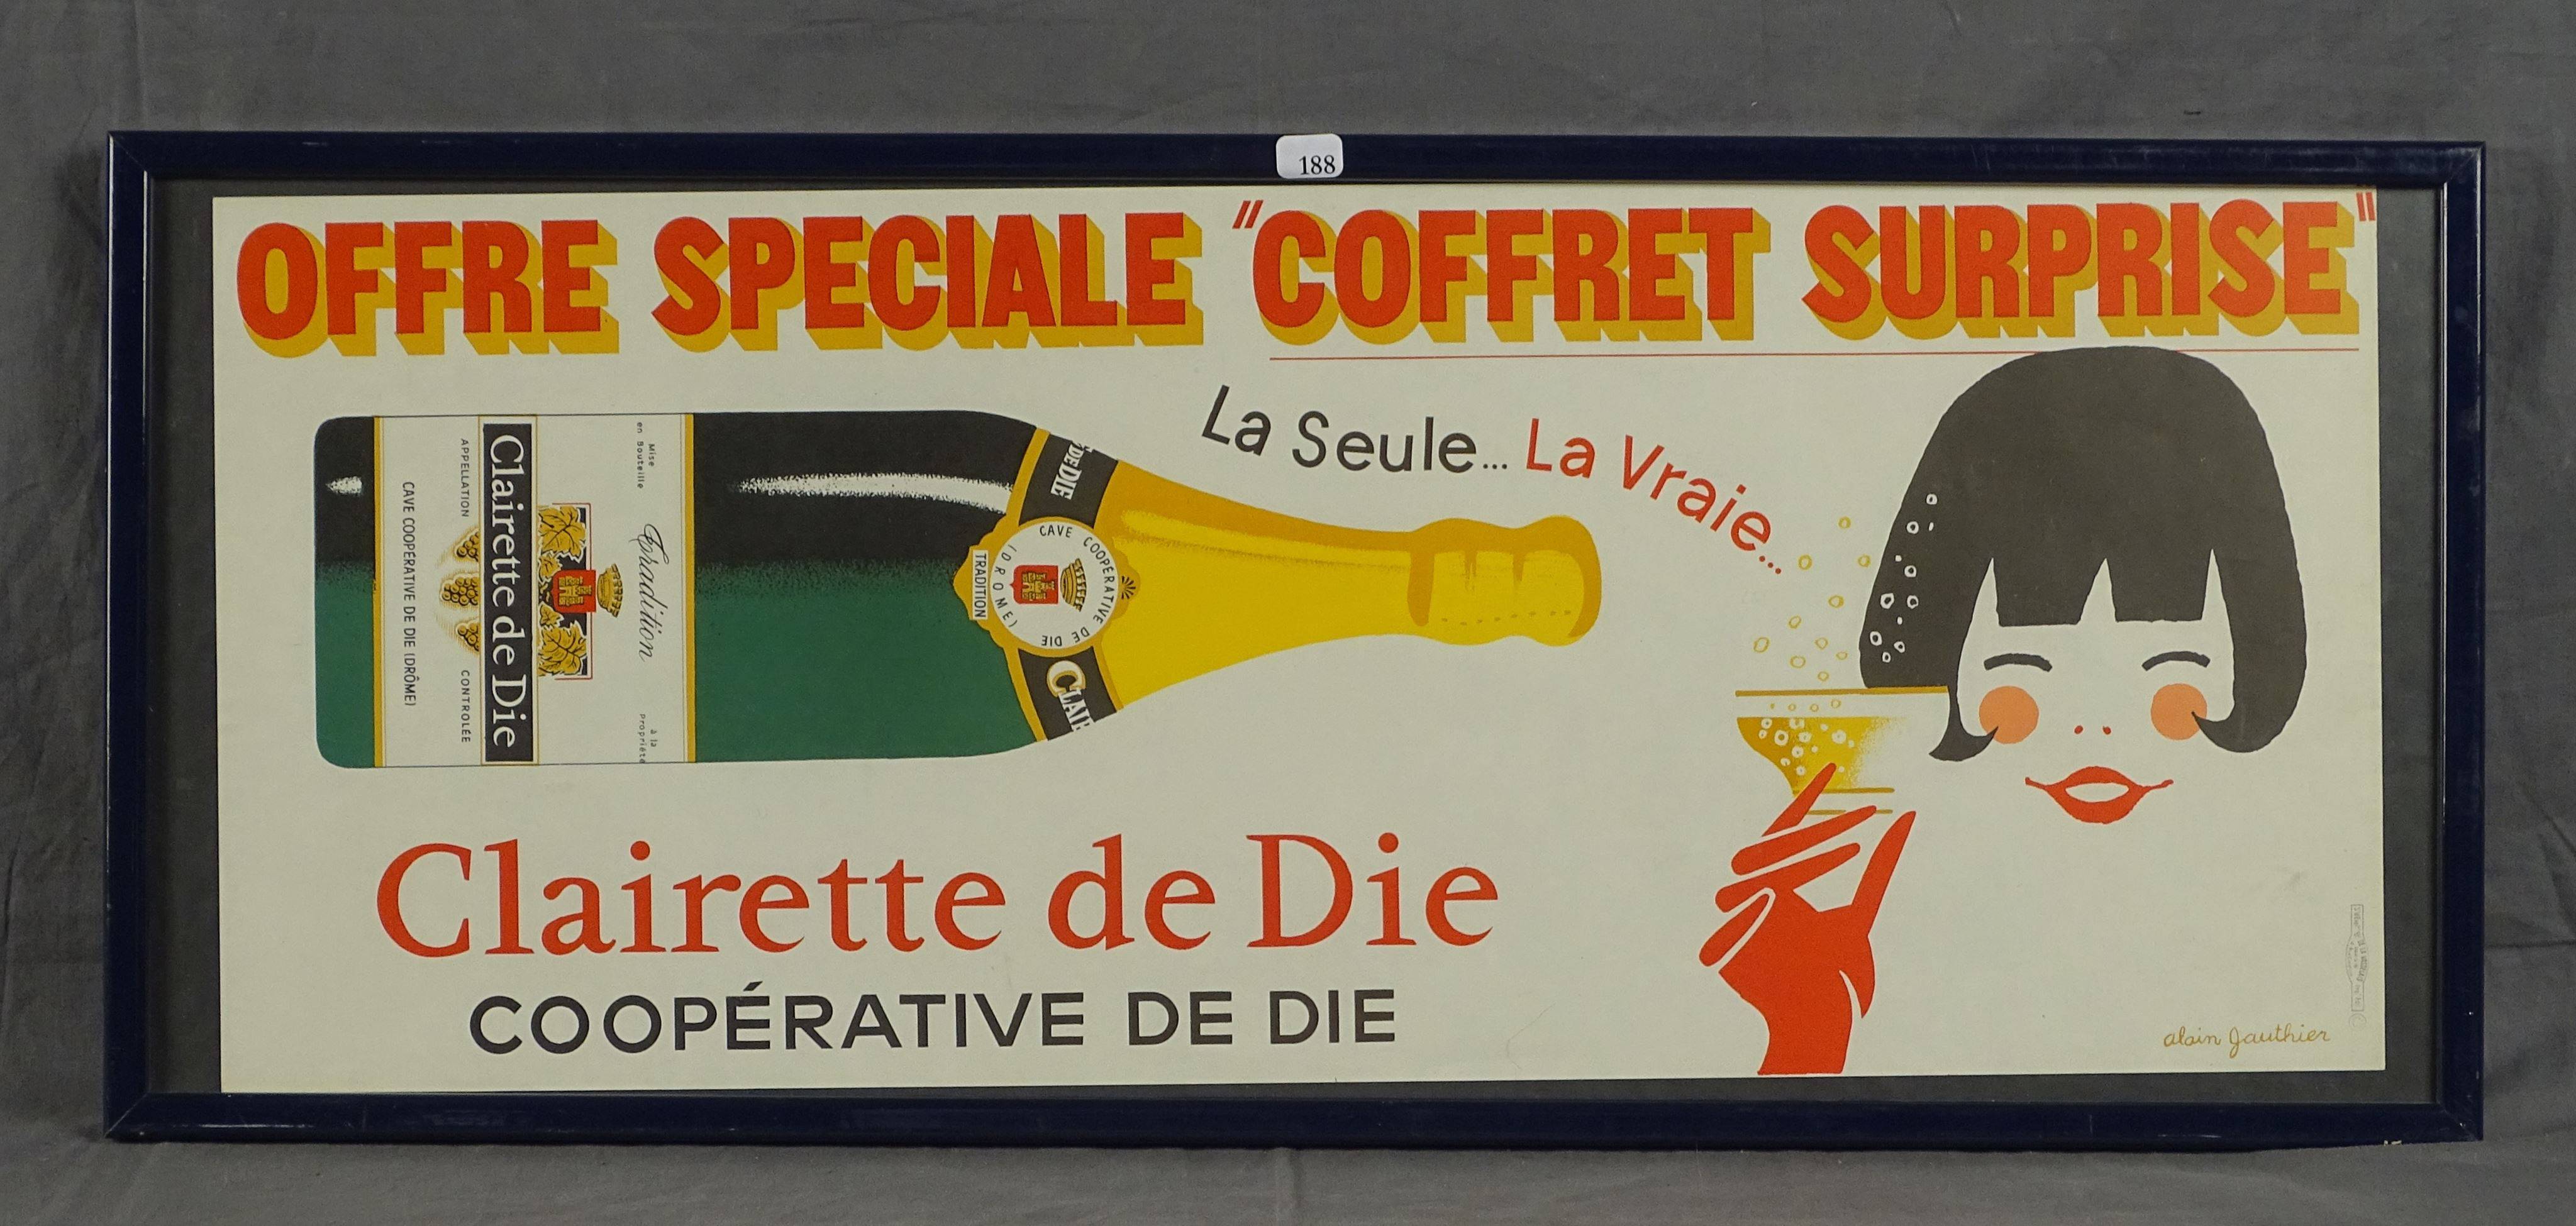 188
OFFRE SPECIALE "COFFRET SURPRISE"
La Seule... La Vraie...
Mise
en Bouteille
Tradition
à la
Propriété
Clairette de Die
APPELLATION CONTROLÉE
CAVE COOPÉRATIVE DE DIE (DRÔME)
DE DIE
CAVE COOPÉRATIVE DE DIE
(DROME)
TRADITION
CLAIR
Clairette de Die
COOPÉRATIVE DE DIE
alain gauthier